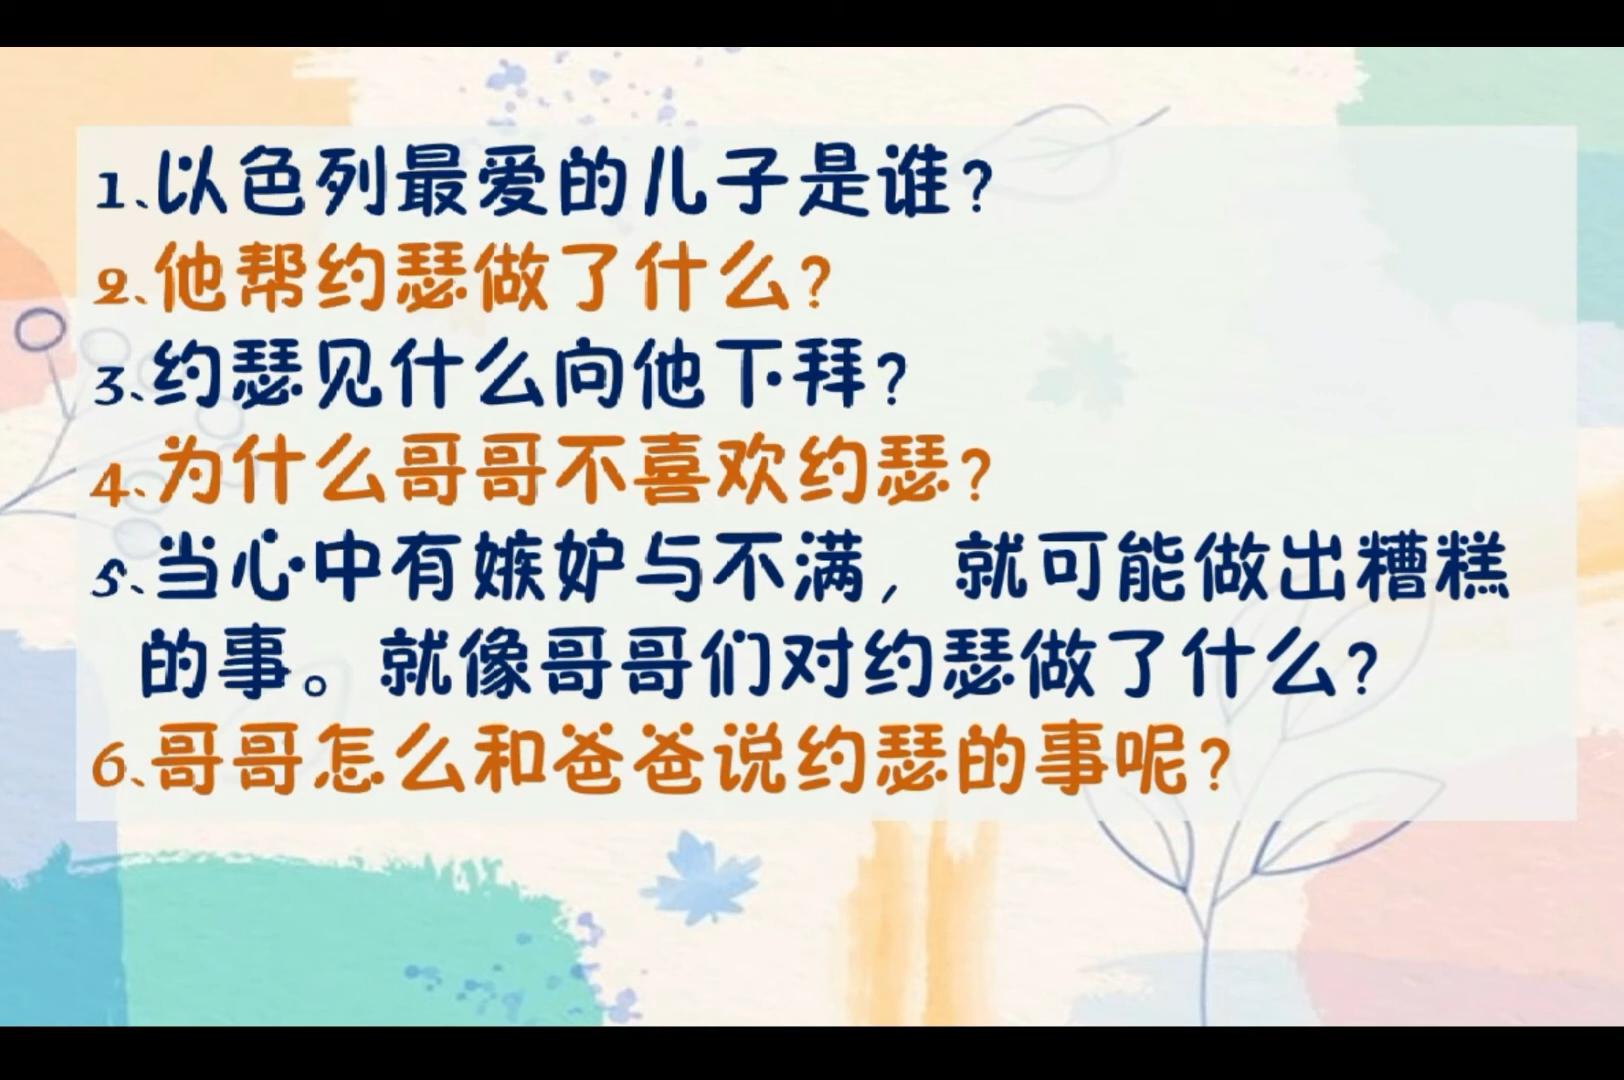 1、以色列最爱的儿子是谁？
2、他帮约瑟做了什么？
3、约瑟见什么向他下拜？
4、为什么哥哥不喜欢约瑟？
5、当心中有嫉妒与不满，就可能做出糟糕
的事。就像哥哥们对约瑟做了什么？
6、哥哥怎么和爸爸说约瑟的事呢？